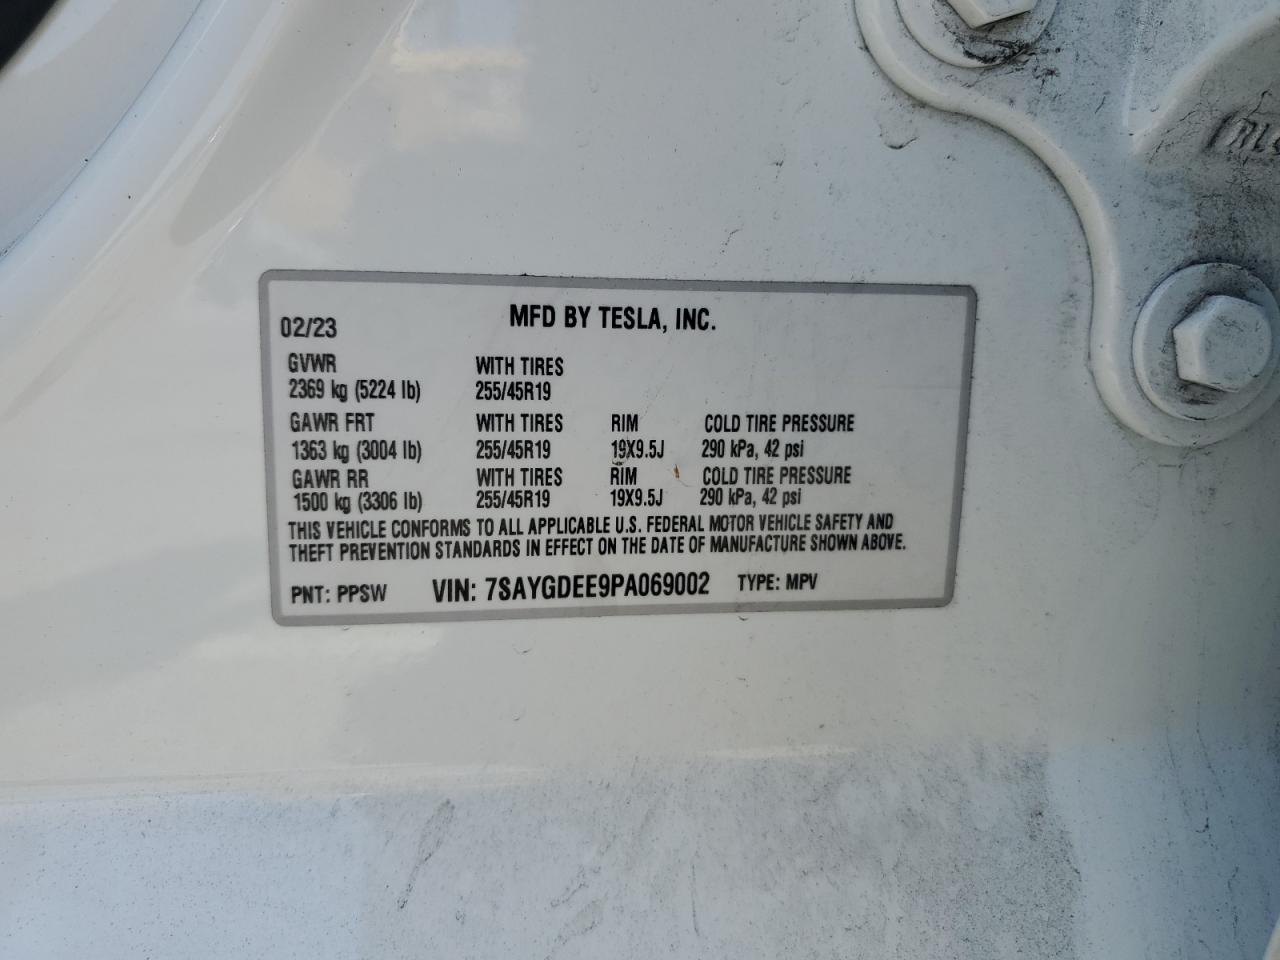 MFD BY TESLA, INC.
02/23
GVWR WITH TIRES
2369 kg (5224 lb) 255/45R19
GAWR FRT WITH TIRES RIM COLD TIRE PRESSURE
1363 kg (3004 lb) 255/45R19 19X9.5J 290 kPa, 42 psi
GAWR RR WITH TIRES RIM COLD TIRE PRESSURE
1500 kg (3306 lb) 255/45R19 19X9.5J 290 kPa, 42 psi
THIS VEHICLE CONFORMS TO ALL APPLICABLE U.S. FEDERAL MOTOR VEHICLE SAFETY AND
THEFT PREVENTION STANDARDS IN EFFECT ON THE DATE OF MANUFACTURE SHOWN ABOVE.
PNT: PPSW VIN: 7SAYGDEE9PA069002 TYPE: MPV